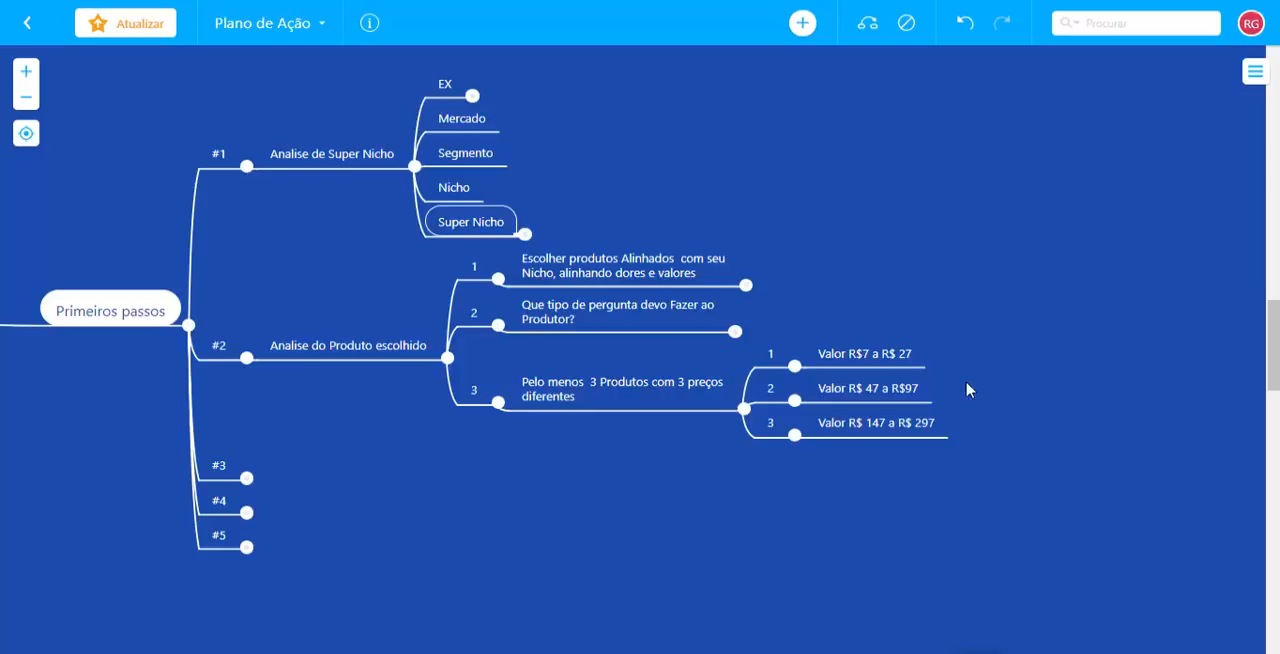 Atualizar
Plano de Ação
Procurar
RG
EX
Mercado
#1
Analise de Super Nicho
Segmento
Nicho
Super Nicho
1
Escolher produtos Alinhados com seu
Nicho, alinhando dores e valores
Primeiros passos
2
Que tipo de pergunta devo Fazer ao
Produtor?
#2
Analise do Produto escolhido
3
Pelo menos 3 Produtos com 3 preços
diferentes
1
Valor R$7 a R$ 27
2
Valor R$ 47 a R$97
3
Valor R$ 147 a R$ 297
#3
#4
#5